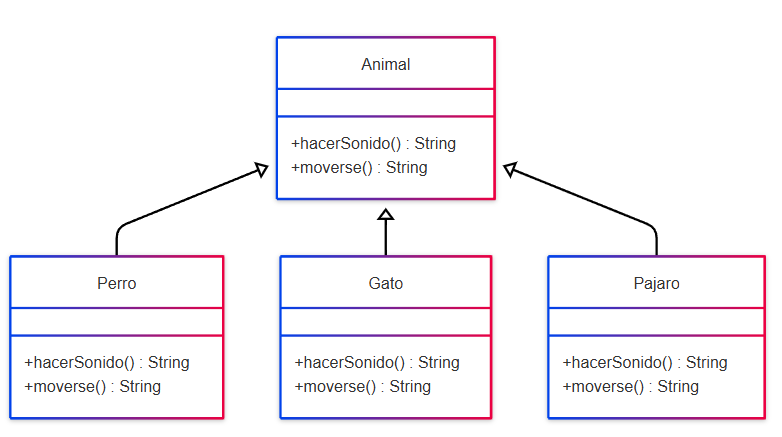 Animal
+hacerSonido() : String
+moverse() : String
Perro
+hacerSonido() : String
+moverse() : String
Gato
+hacerSonido() : String
+moverse() : String
Pajaro
+hacerSonido() : String
+moverse() : String